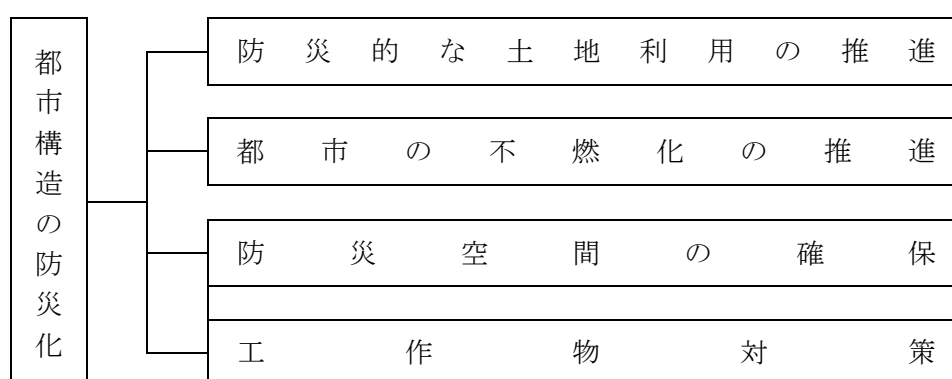 都市構造の防災化
防災的な土地利用の推進
都市の不燃化の推進
防災空間の確保
工作物対策